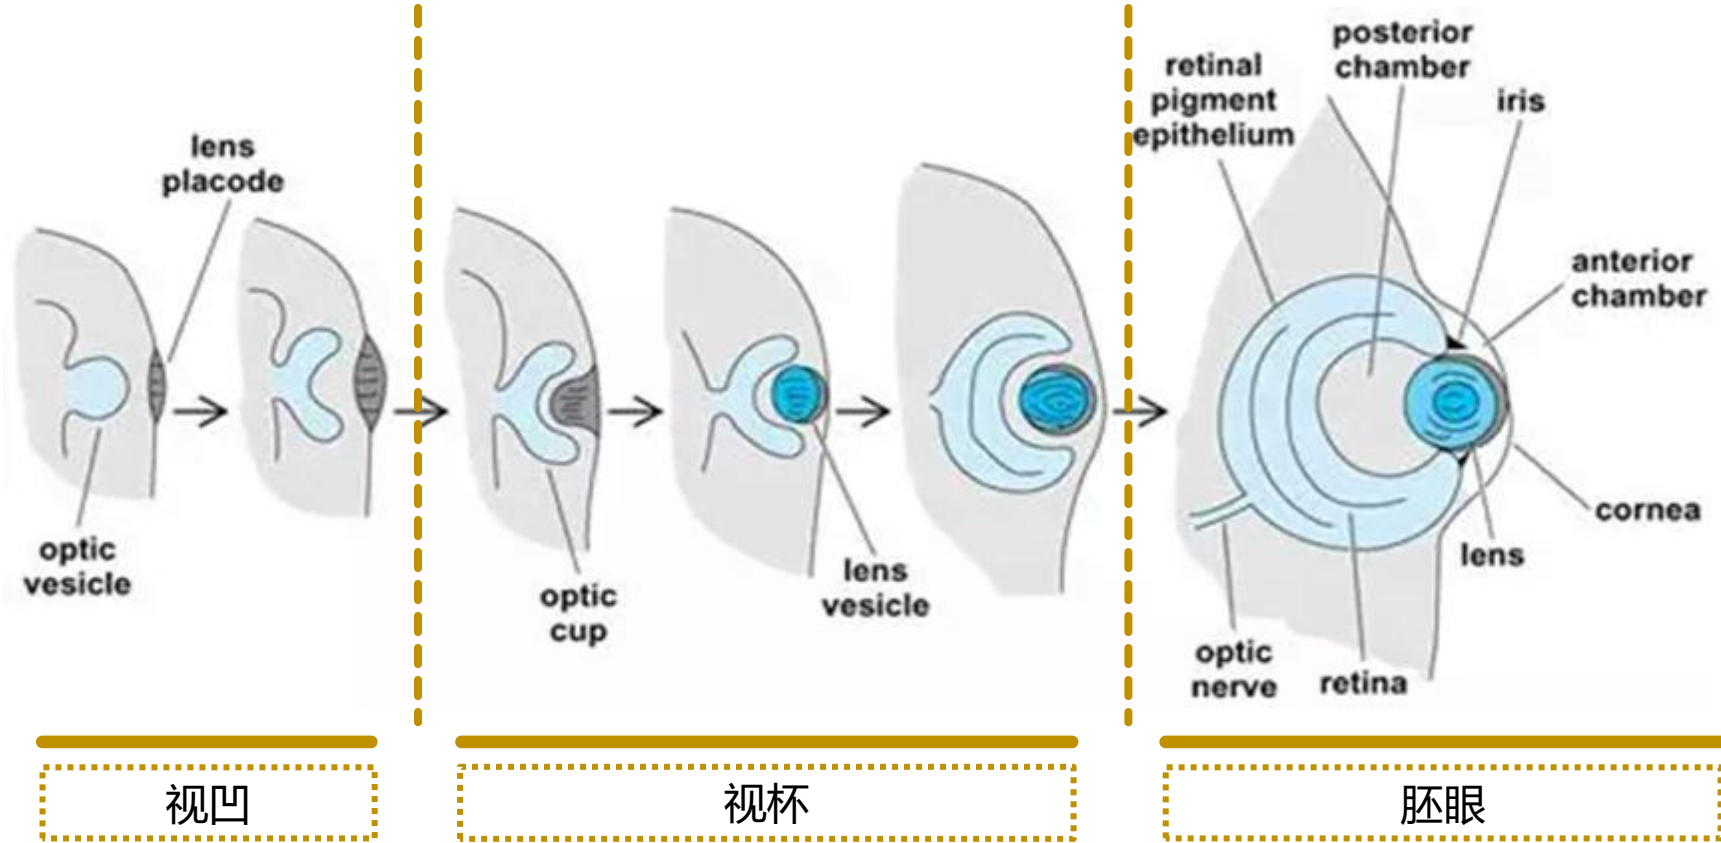 lens
placode
optic
vesicle
optic
cup
lens
vesicle
retinal
pigment
epithelium
posterior
chamber
iris
anterior
chamber
cornea
lens
retina
optic
nerve
视凹
视杯
胚眼